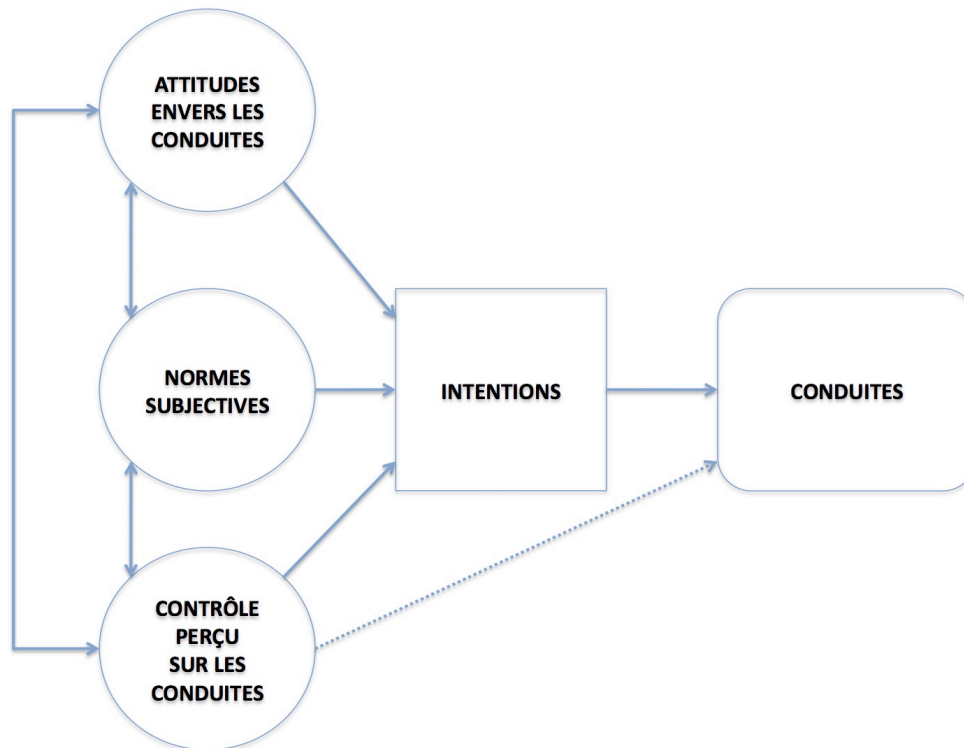 ATTITUDES
ENVERS LES
CONDUITES
NORMES
SUBJECTIVES
INTENTIONS
CONDUITES
CONTRÔLE
PERÇU
SUR LES
CONDUITES